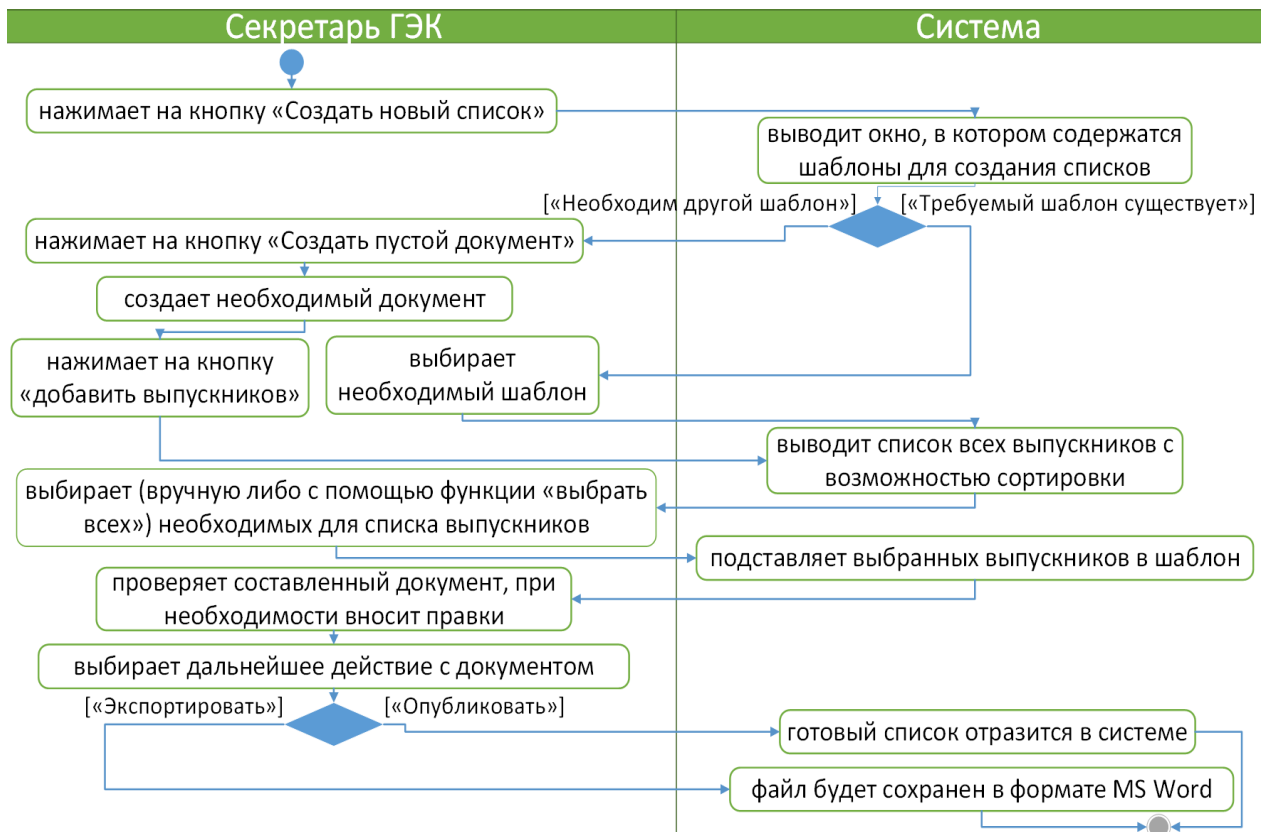 Секретарь ГЭК
Система
нажимает на кнопку «Создать новый список»
выводит окно, в котором содержатся
шаблоны для создания списков
[«Необходим другой шаблон»]
[«Требуемый шаблон существует»]
нажимает на кнопку «Создать пустой документ»
создает необходимый документ
нажимает на кнопку
«добавить выпускников»
выбирает
необходимый шаблон
выводит список всех выпускников с
возможностью сортировки
выбирает (вручную либо с помощью функции «выбрать
всех») необходимых для списка выпускников
подставляет выбранных выпускников в шаблон
проверяет составленный документ, при
необходимости вносит правки
выбирает дальнейшее действие с документом
[«Экспортировать»]
[«Опубликовать»]
готовый список отразится в системе
файл будет сохранен в формате MS Word